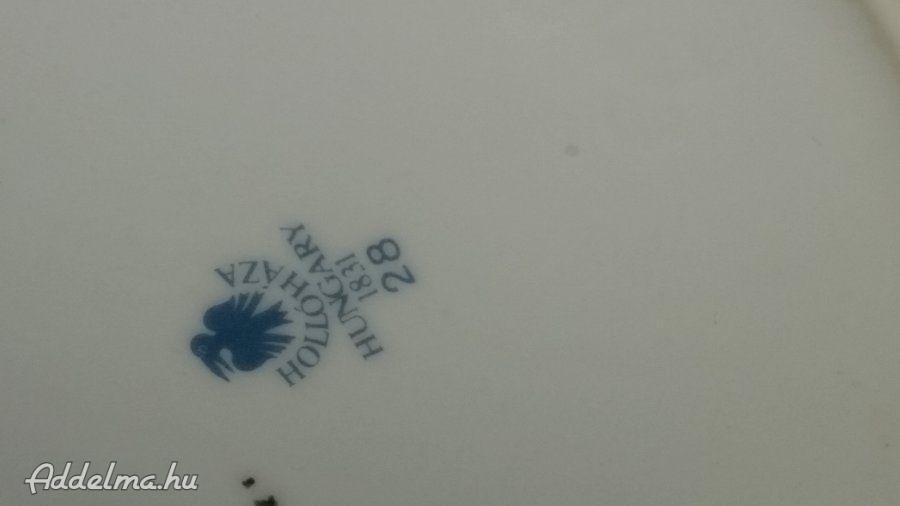 HOLLÓHÁZA
HUNGARY
1831
28
Addelma.hu